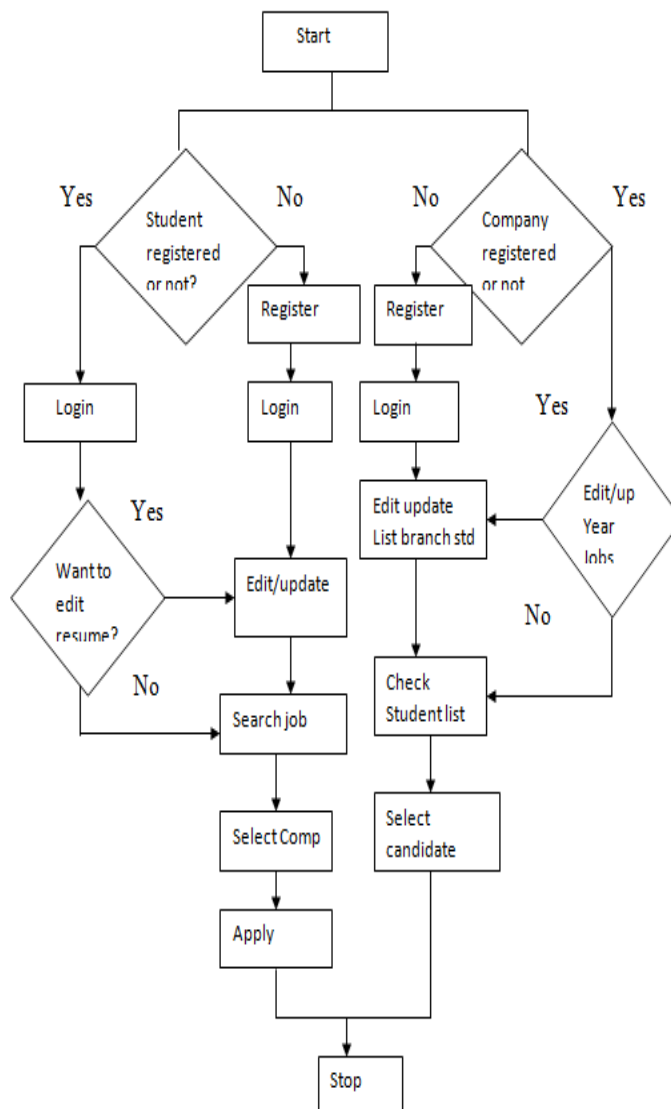 Start
Yes
No
No
Yes
Student
registered
or not?
Company
registered
or not
Register
Register
Login
Login
Login
Yes
Yes
Edit update
List branch std
Edit/up
Year
Jobs
Want to
edit
resume?
Edit/update
No
No
Check
Student list
Search job
Select Comp
Select
candidate
Apply
Stop